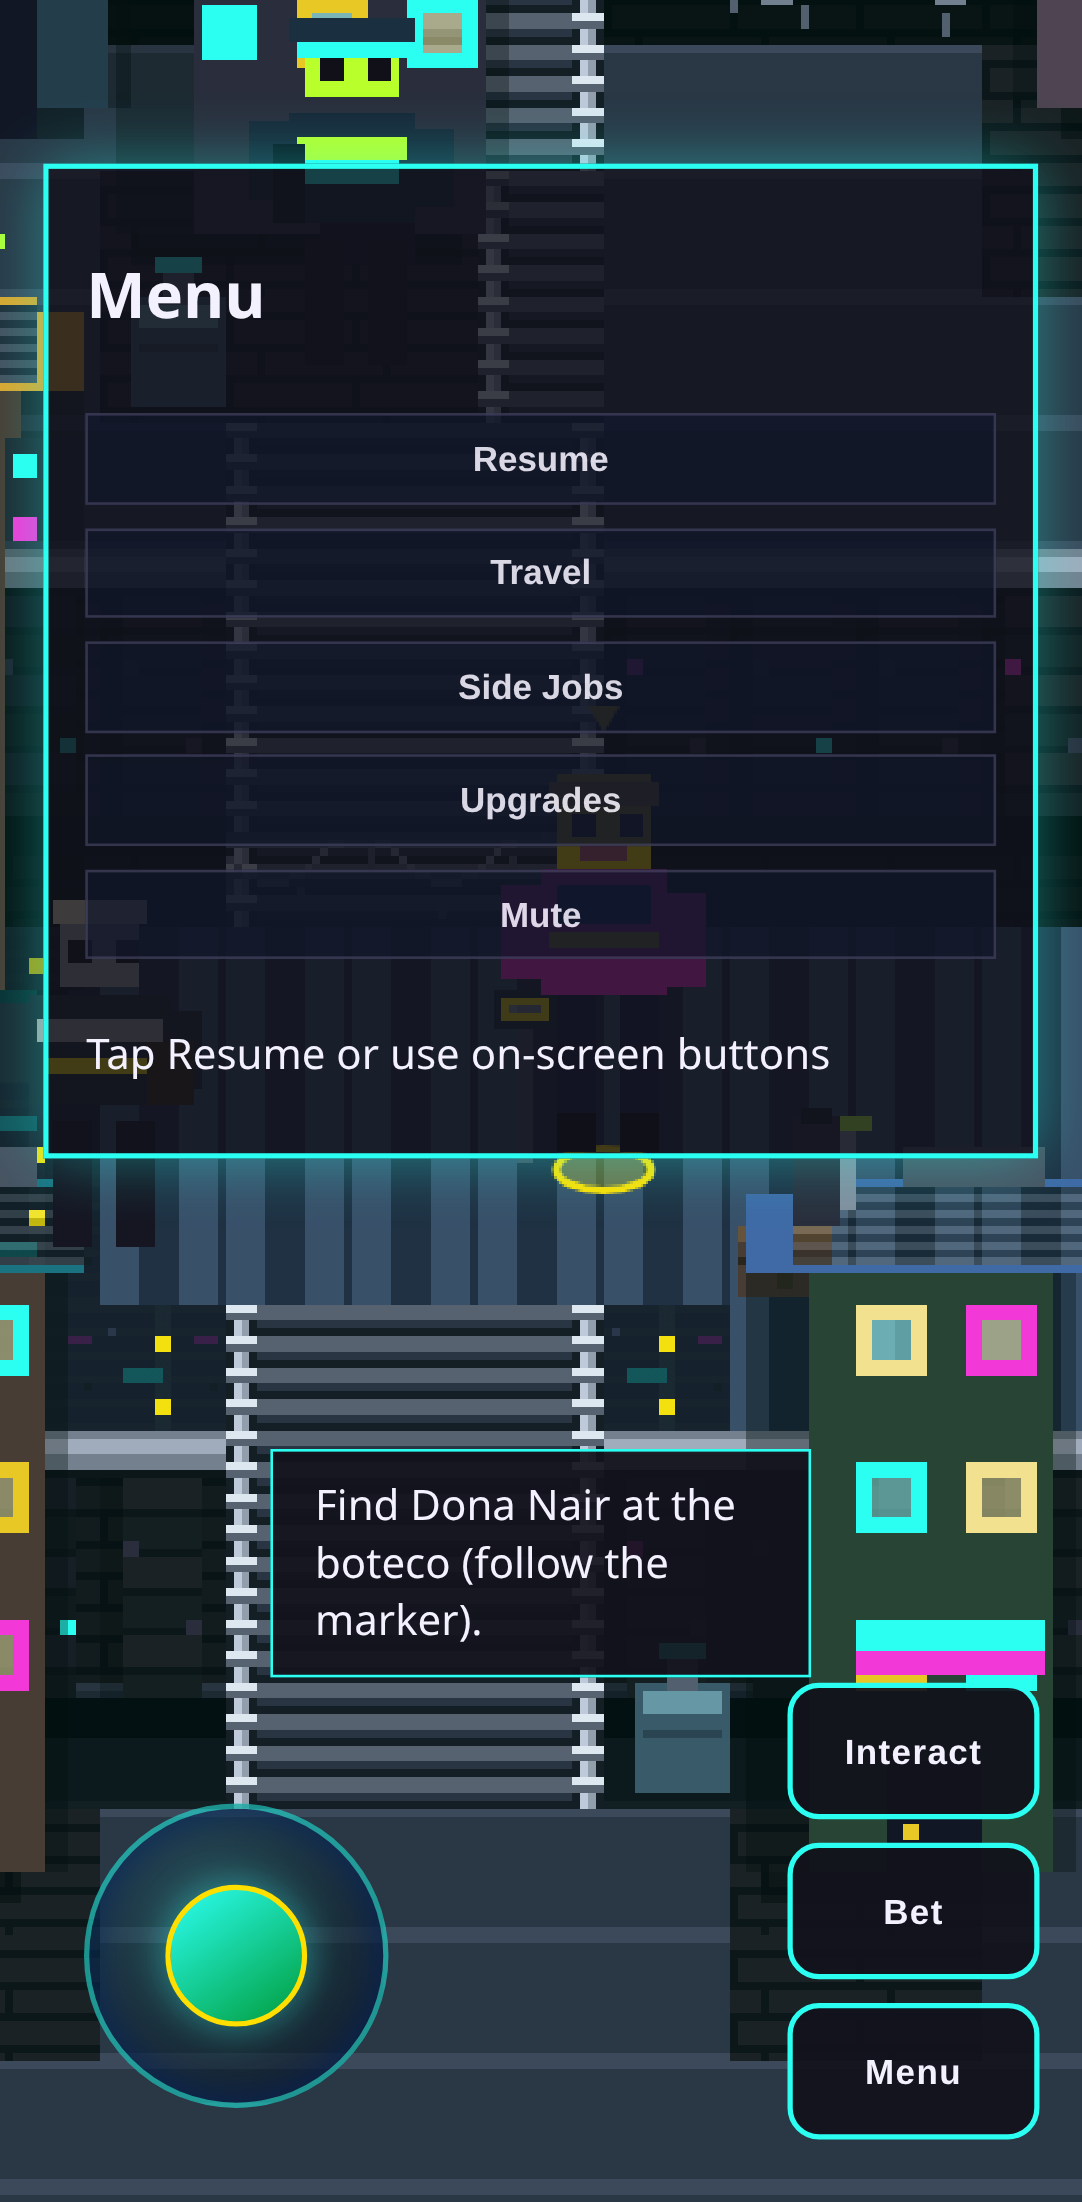 Menu
Resume
Travel
Side Jobs
Upgrades
Mute
Tap Resume or use on-screen buttons
Find Dona Nair at the
boteco (follow the
marker).
Interact
Bet
Menu